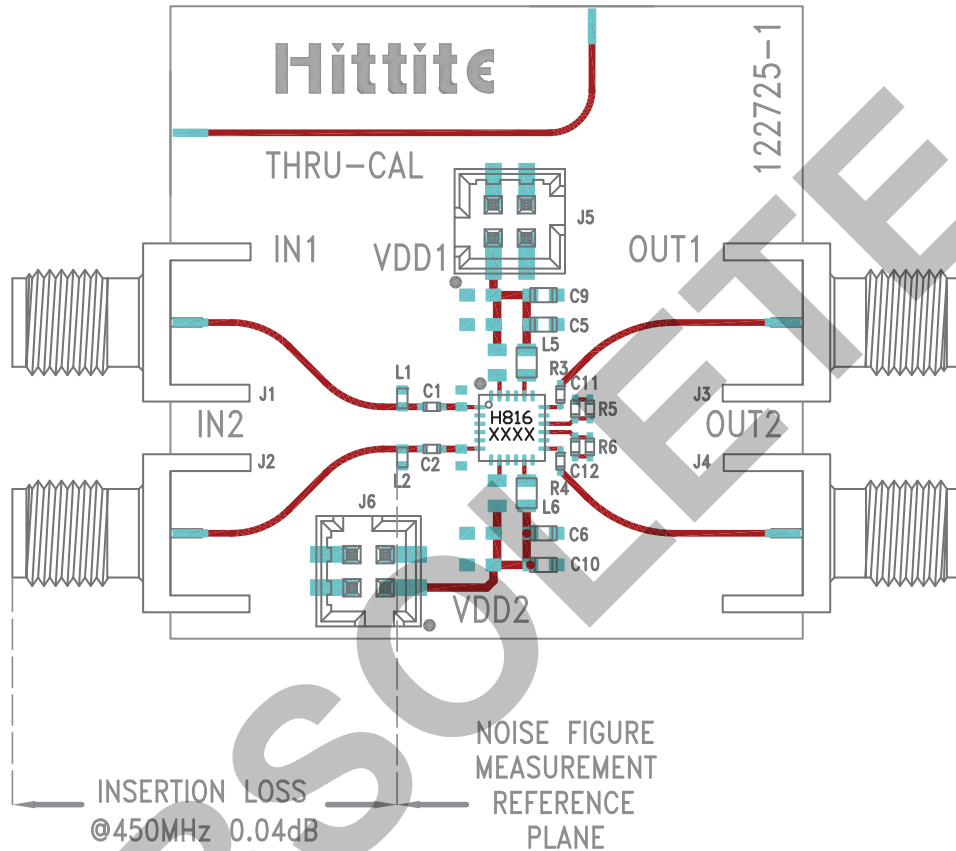 Hittite
122725-1
THRU-CAL
J5
IN1
VDD1
OUT1
C9
C5
L5
L1
C1
R3
C11
J1
H816
XXXX
R5
J3
IN2
OUT2
J2
C2
L2
R6
C12
J4
J6
R4
L6
C6
C10
VDD2
NOISE FIGURE
MEASUREMENT
REFERENCE
PLANE
INSERTION LOSS
@450MHz 0.04dB
OBSOLETE